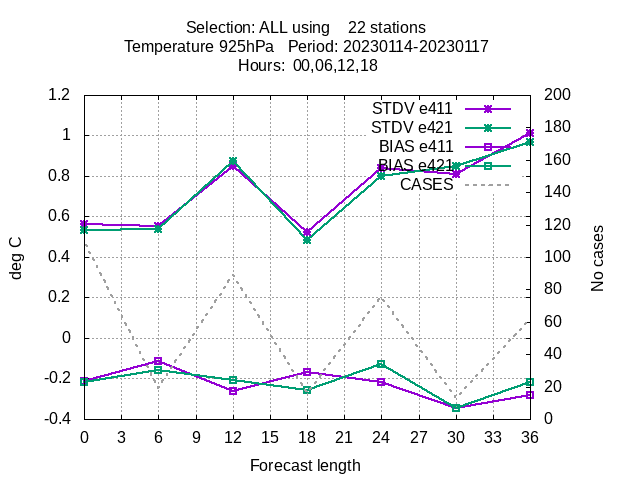 Selection: ALL using 22 stations
Temperature 925hPa Period: 20230114-20230117
Hours: 00,06,12,18
1.2
1
0.8
0.6
0.4
0.2
0
-0.2
-0.4
deg C
STDV e411
STDV e421
BIAS e411
BIAS e421
CASES
200
180
160
140
120
100
80
60
40
20
0
No cases
0 3 6 9 12 15 18 21 24 27 30 33 36
Forecast length